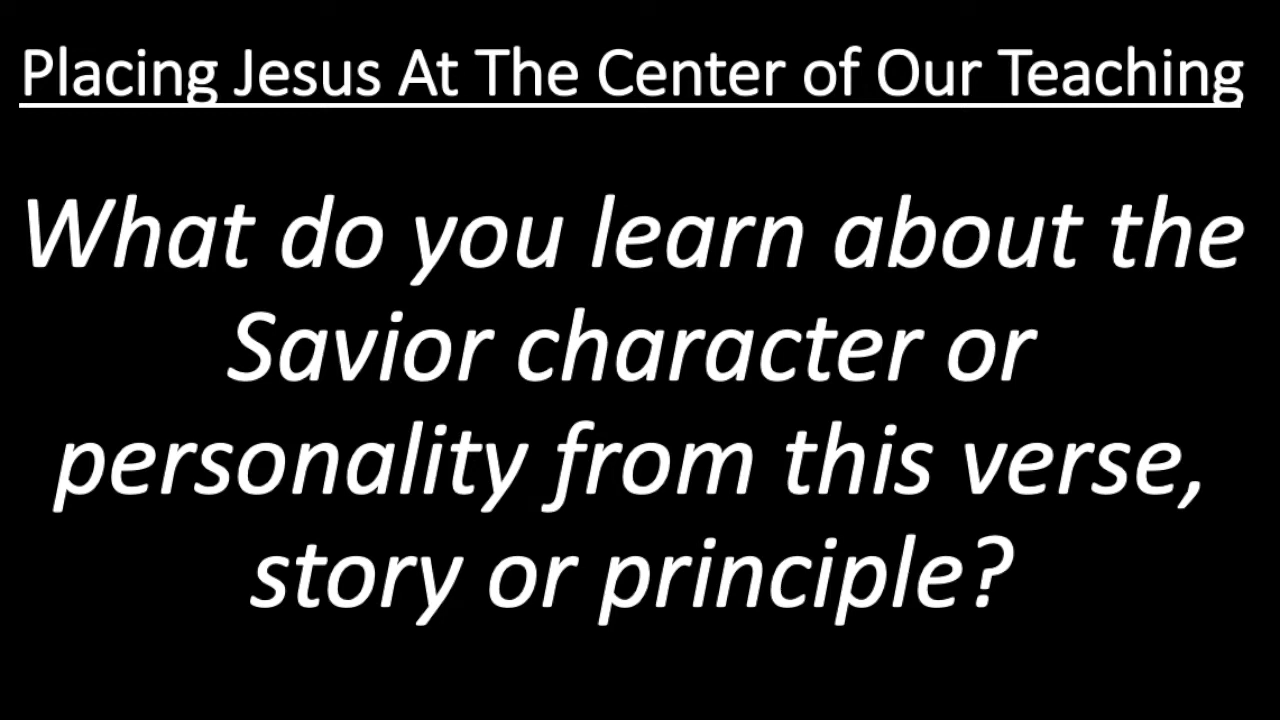 Placing Jesus At The Center of Our Teaching
What do you learn about the
Savior character or
personality from this verse,
story or principle?